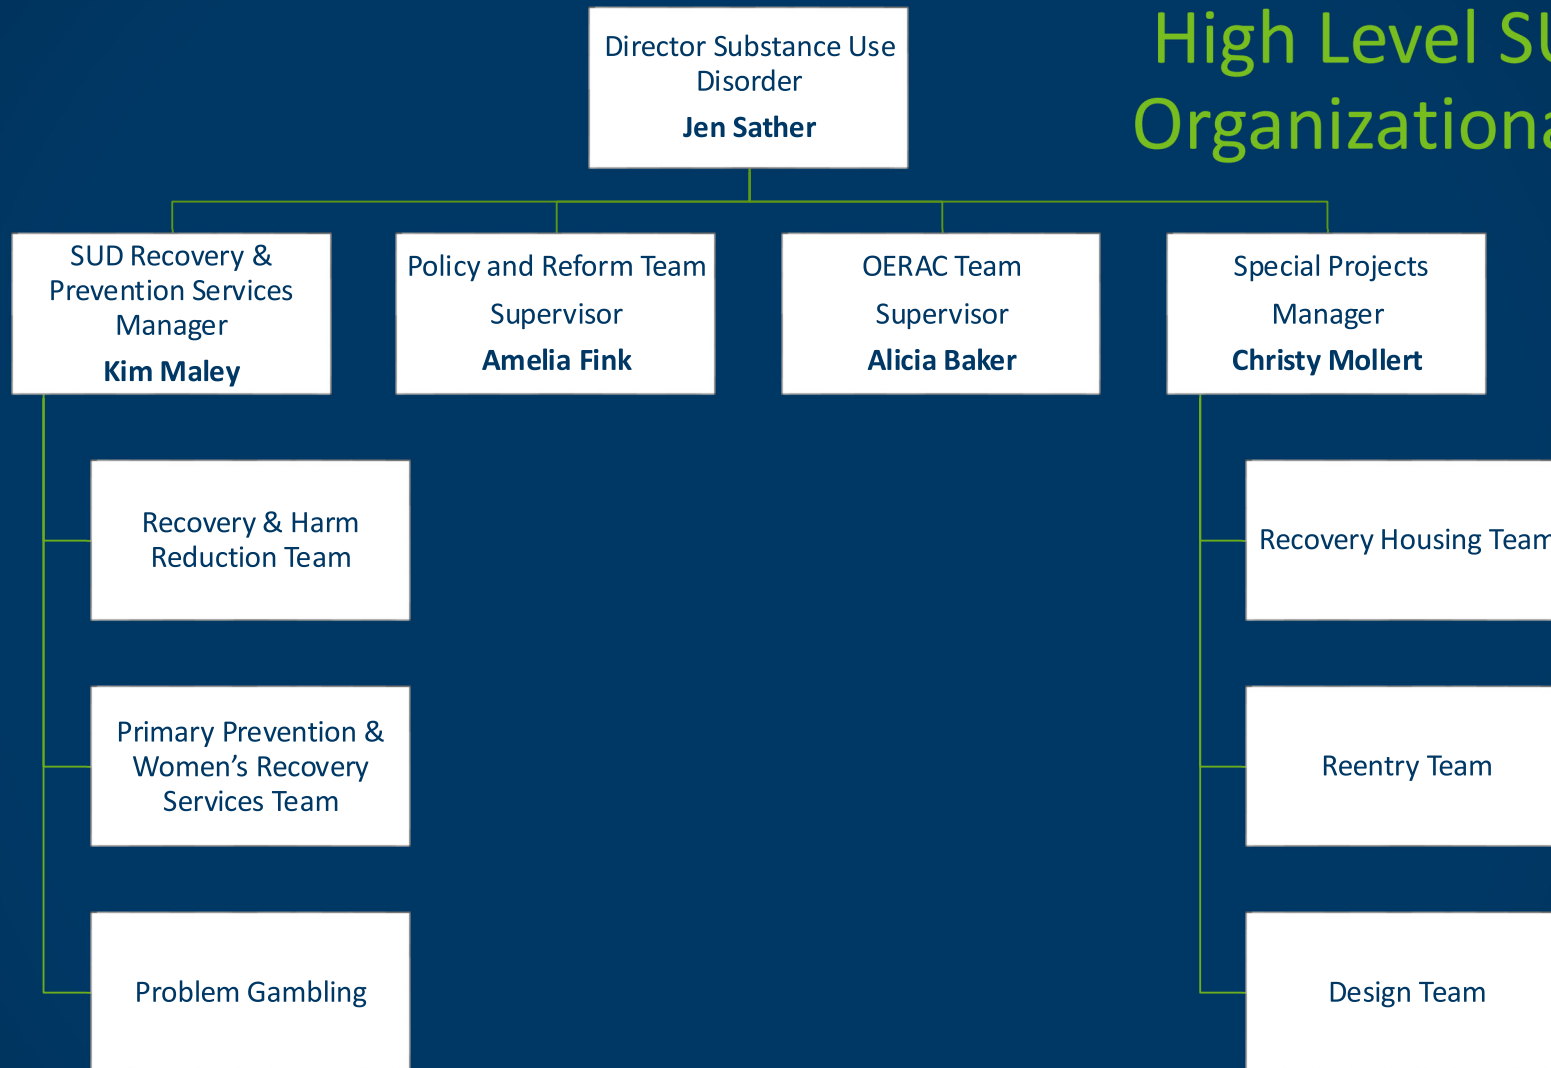 High Level
Director Substance Use
Disorder
Jen Sather
SUD Recovery &
Prevention Services
Manager
Kim Maley
Policy and Reform Team
Supervisor
Amelia Fink
OERAC Team
Supervisor
Alicia Baker
Special Projects
Manager
Christy Mollert
Recovery & Harm
Reduction Team
Primary Prevention &
Women’s Recovery
Services Team
Problem Gambling
Recovery Housing Team
Reentry Team
Design Team